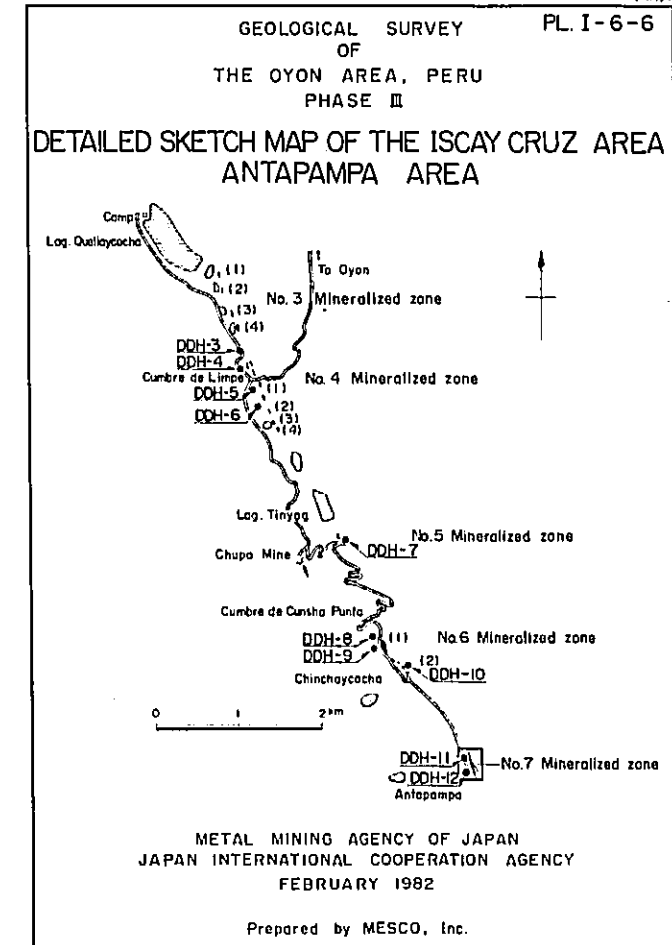 PL. I-6-6
GEOLOGICAL SURVEY
OF
THE OYON AREA, PERU
PHASE III
DETAILED SKETCH MAP OF THE ISCAY CRUZ AREA
ANTAPAMPA AREA
Camp
Lag. Quellaycocha
(1)
To Oyon
(2)
No. 3 Mineralized zone
(3)
(4)
DDH-3
DDH-4
Cumbre de Limpe
No. 4 Mineralized zone
DDH-5
(1)
DDH-6
(2)
(3)
(4)
Lag. Tinyag
No.5 Mineralized zone
DDH-7
Chupa Mine
Cumbre de Cunsha Punta
DDH-8
(1)
No.6 Mineralized zone
DDH-9
(2)
DDH-10
Chinchaycocha
0 1 2 km
DDH-11
No.7 Mineralized zone
DDH-12
Antapampa
METAL MINING AGENCY OF JAPAN
JAPAN INTERNATIONAL COOPERATION AGENCY
FEBRUARY 1982
Prepared by MESCO, Inc.